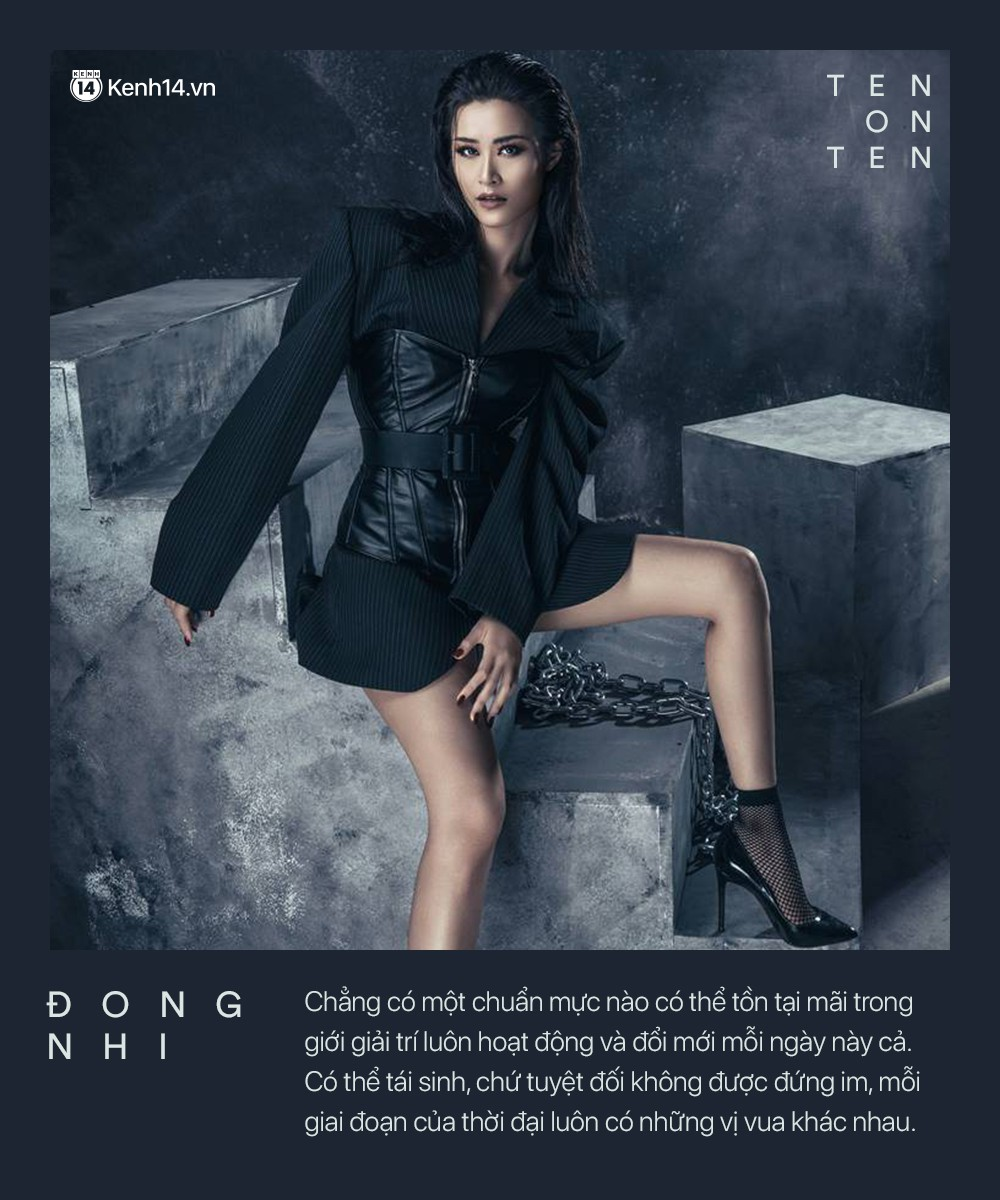 KENH
14 Kenh14.vn
TEN
ON
TEN
ĐONG
NHI
Chẳng có một chuẩn mực nào có thể tồn tại mãi trong
giới giải trí luôn hoạt động và đổi mới mỗi ngày này cả.
Có thể tái sinh, chứ tuyệt đối không được đứng im, mỗi
giai đoạn của thời đại luôn có những vị vua khác nhau.